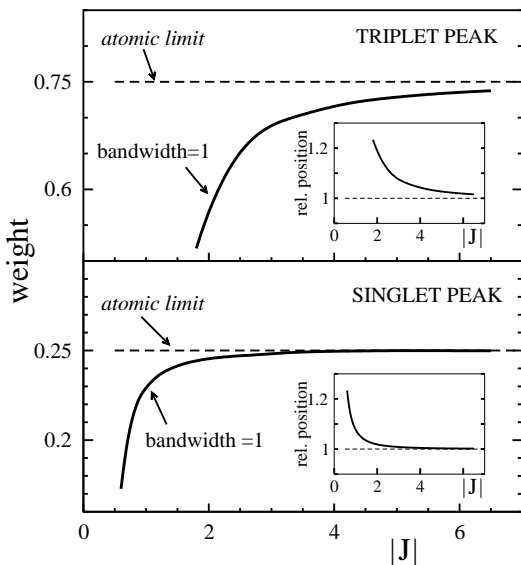 atomic limit
TRIPLET PEAK
0.75
bandwidth=1
rel. position
1.2
1
0.6
0
2
4
|J|
weight
atomic limit
SINGLET PEAK
0.25
bandwidth =1
rel. position
1.2
1
0.2
0
2
4
|J|
0
2
4
6
|J|